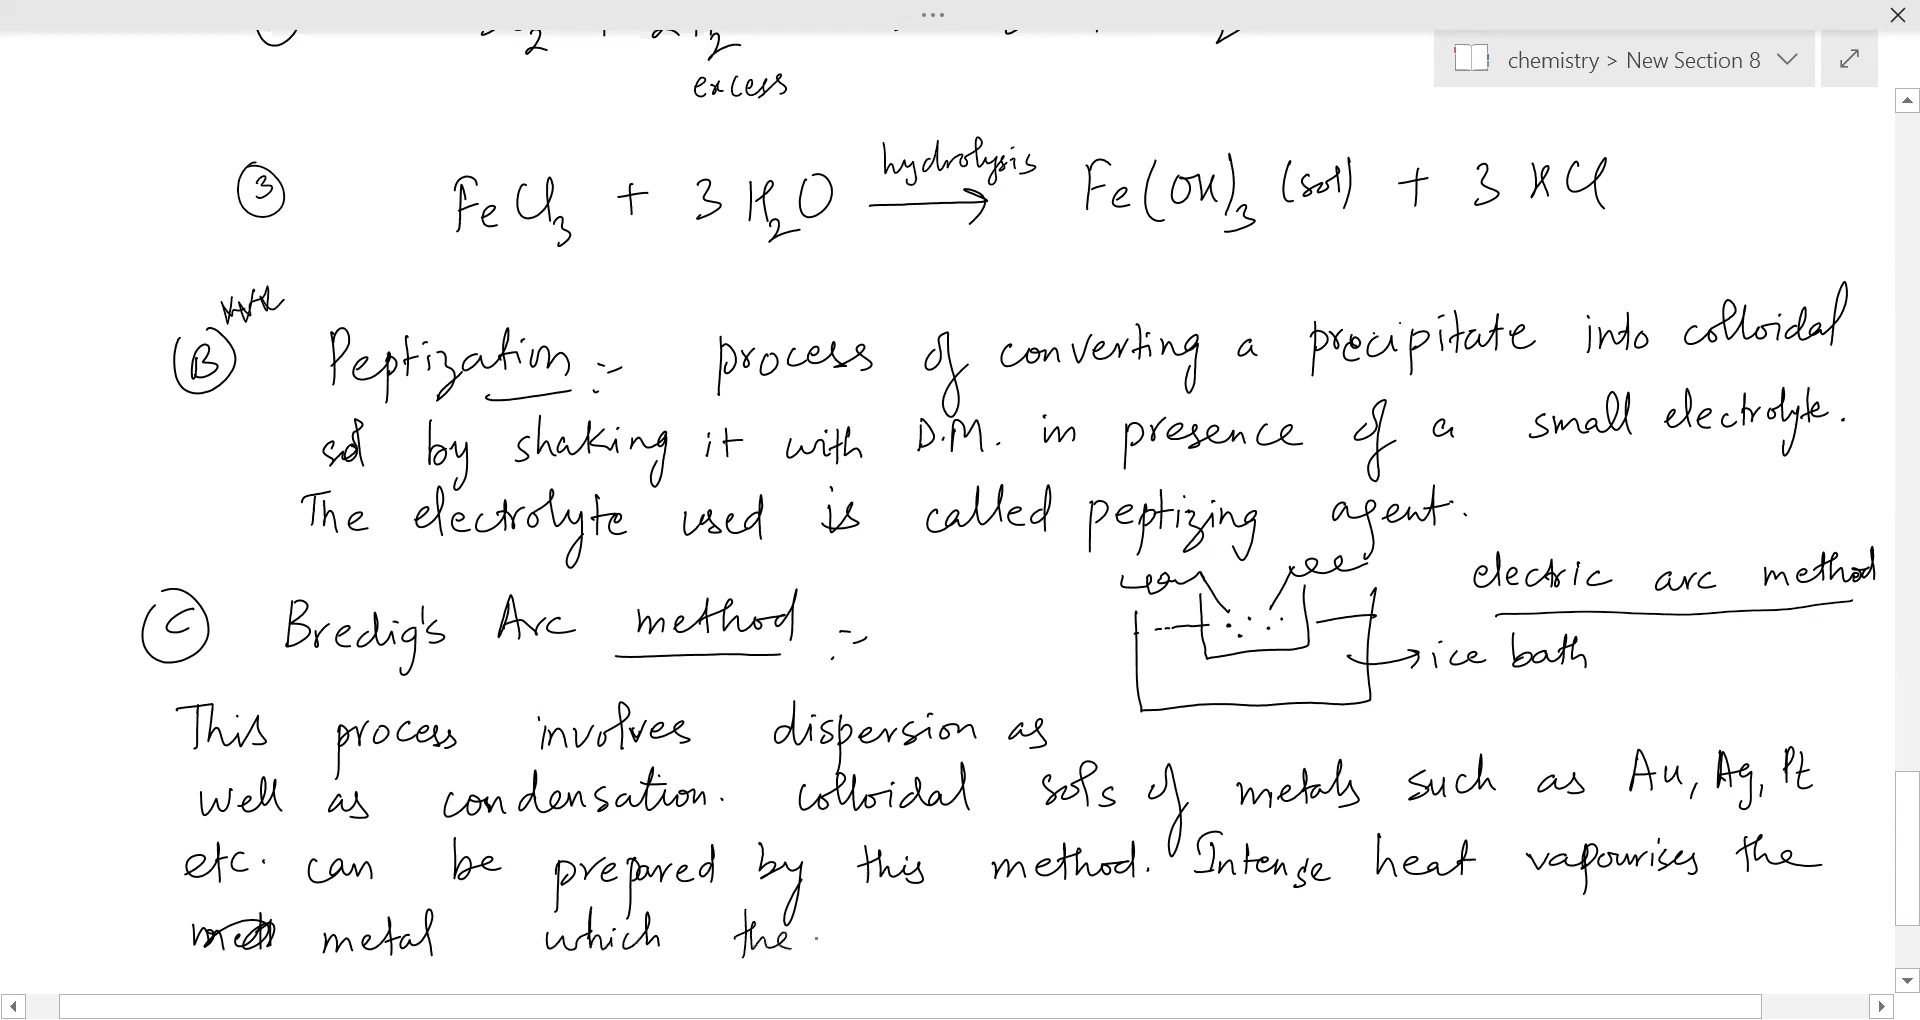 chemistry > New Section 8
excess
③ FeCl3 + 3 H2O hydrolysis → Fe(OH)3 (sol) + 3 HCl
Ⓑ Peptization :- process of converting a precipitate into colloidal
sol by shaking it with D.M. in presence of a small electrolyte.
The electrolyte used is called peptizing agent.
electric arc method
Ⓒ Bredig's Arc method :-
→ ice bath
This process involves dispersion as
well as condensation. colloidal sols of metals such as Au, Ag, Pt
etc. can be prepared by this method. Intense heat vapourises the
metal which the